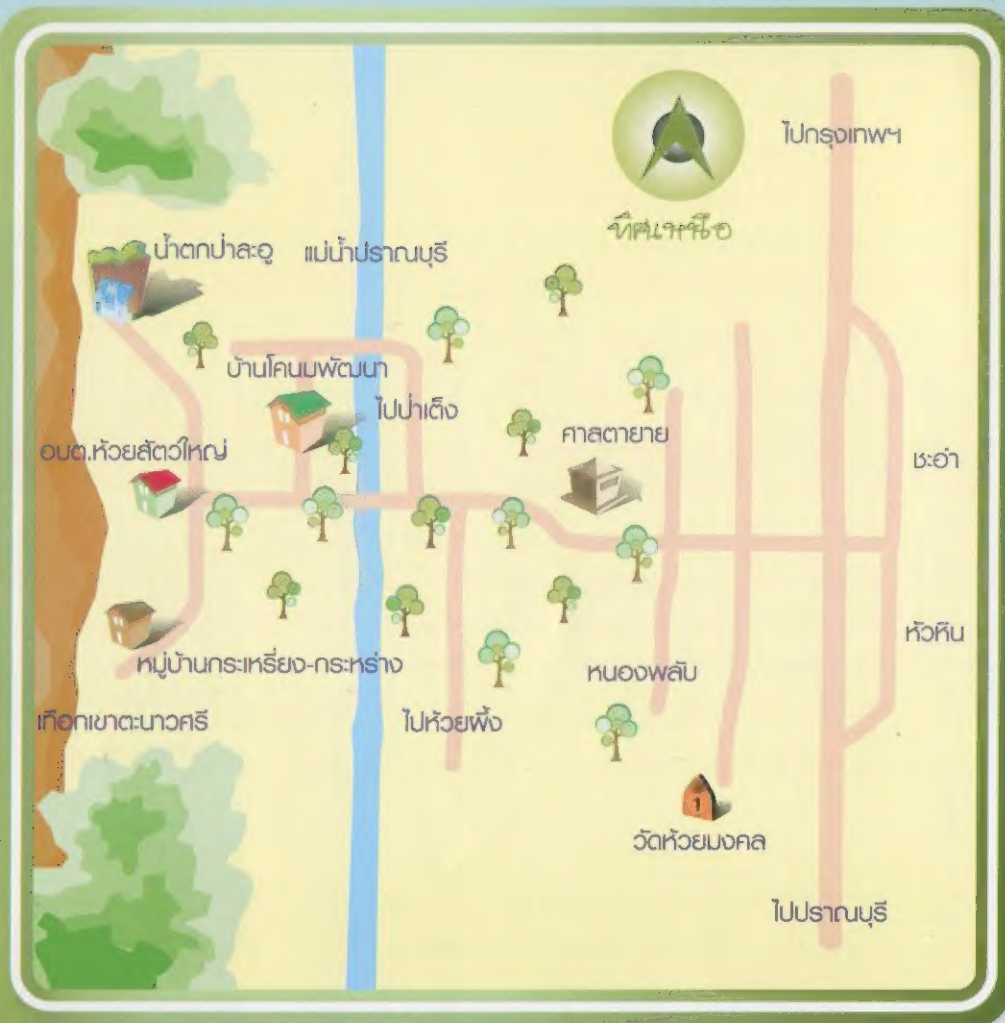 ไปกรุงเทพฯ
ทิศเหนือ
น้ำตกป่าละอู
แม่น้ำปราณบุรี
บ้านโคนมพัฒนา
ไปป่าเต็ง
ศาลตายาย
อบต.ห้วยสัตว์ใหญ่
ชะอำ
หัวหิน
หมู่บ้านกระเหรี่ยง-กระหร่าง
หนองพลับ
เทือกเขาตะนาวศรี
ไปห้วยผึ้ง
1
วัดห้วยมงคล
ไปปราณบุรี